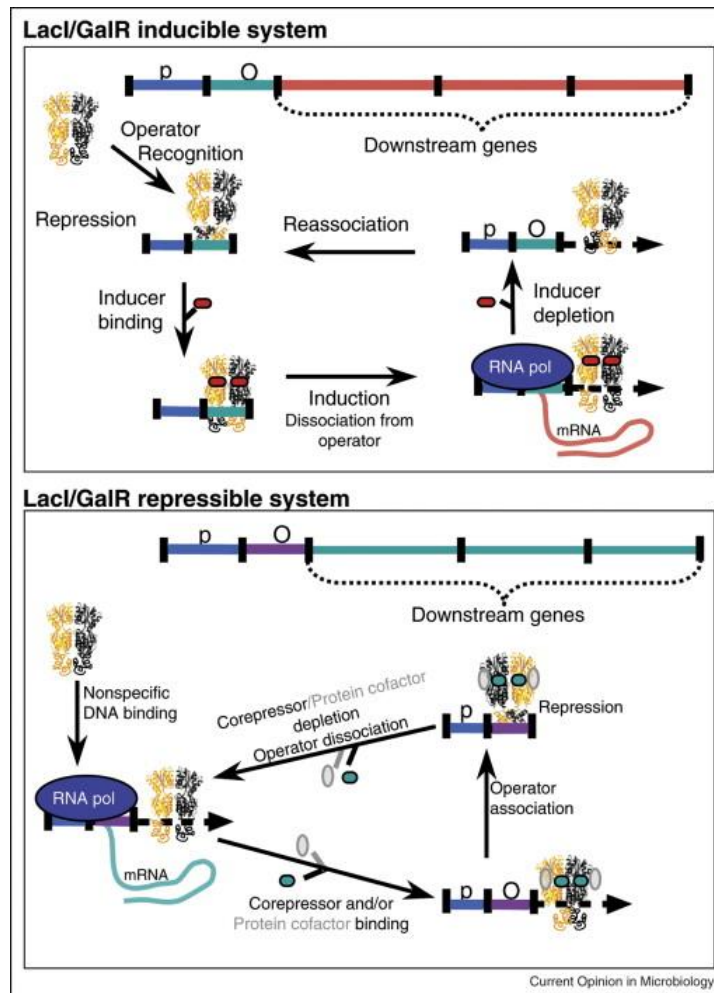 LacI/GalR inducible system
p
O
Operator
Recognition
Downstream genes
Repression
Reassociation
p
O
Inducer
binding
Inducer
depletion
RNA pol
Induction
Dissociation from
operator
mRNA
LacI/GalR repressible system
p
O
Downstream genes
Nonspecific
DNA binding
Corepressor/Protein cofactor
depletion
Operator dissociation
p
Repression
RNA pol
Operator
association
mRNA
Corepressor and/or
Protein cofactor binding
p
O
Current Opinion in Microbiology